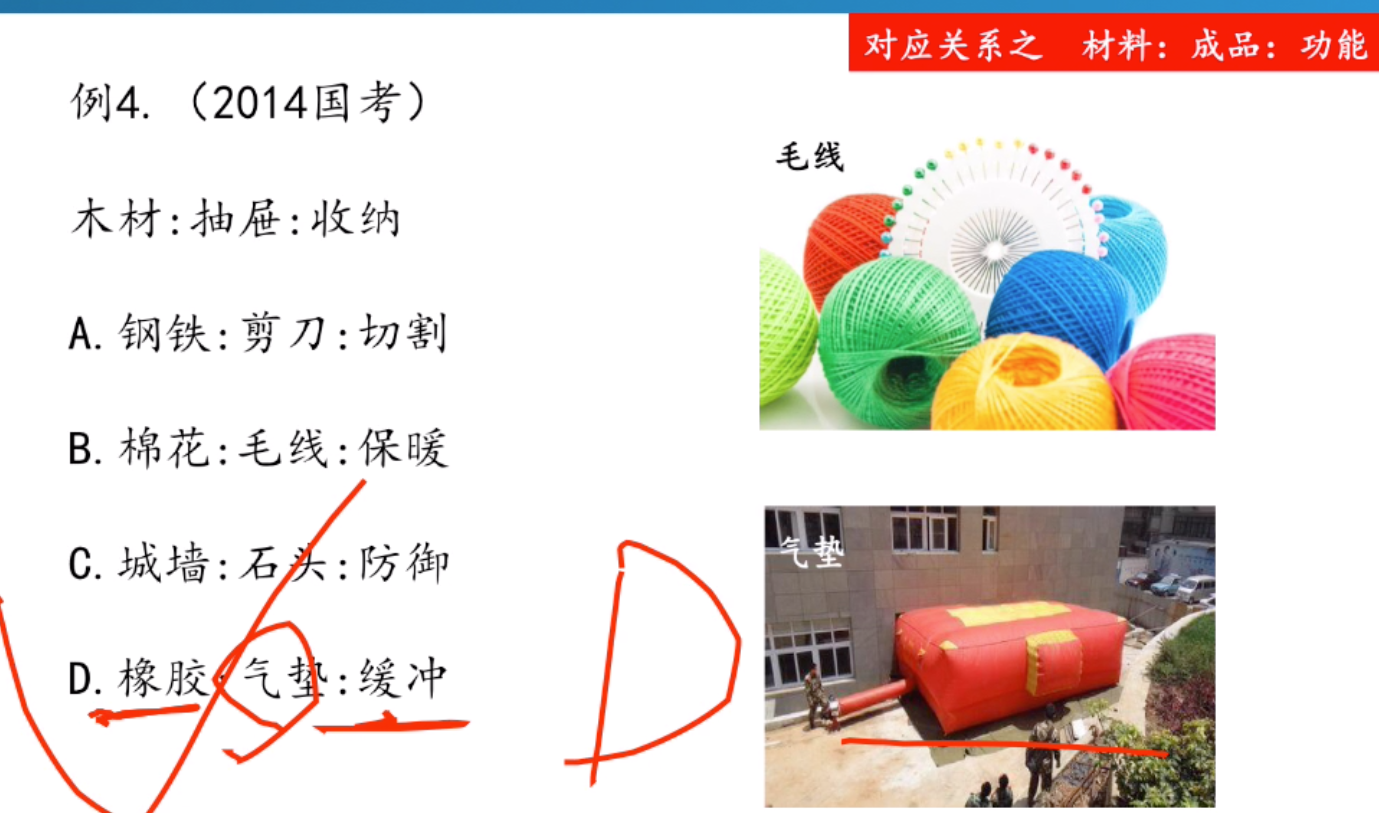 对应关系之 材料：成品：功能
例4.（2014国考）
木材:抽屉:收纳
A.钢铁:剪刀:切割
B.棉花:毛线:保暖
C.城墙:石头:防御
D.橡胶:气垫:缓冲
毛线
气垫
D